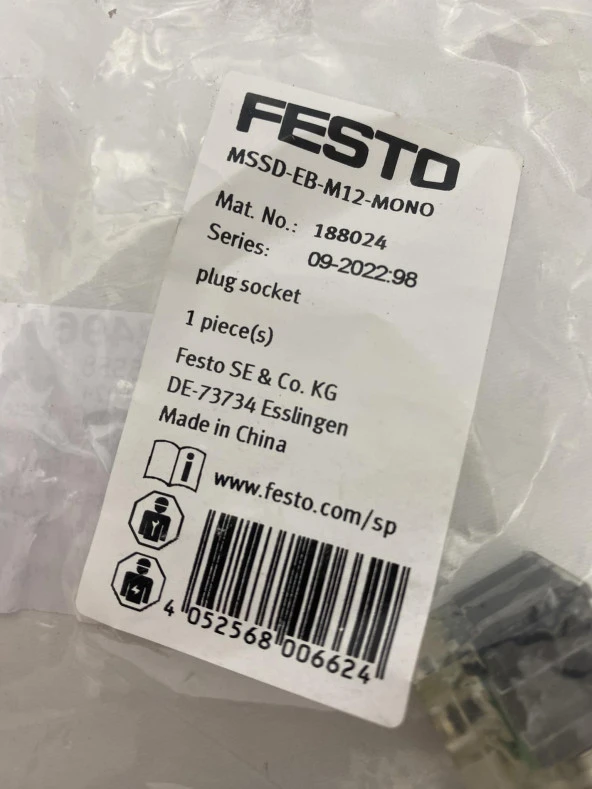 FESTO
MSSD-EB-M12-MONO
Mat. No.: 188024
Series: 09-2022:98
plug socket
1 piece(s)
Festo SE & Co. KG
DE-73734 Esslingen
Made in China
www.festo.com/sp
4 052568 006624